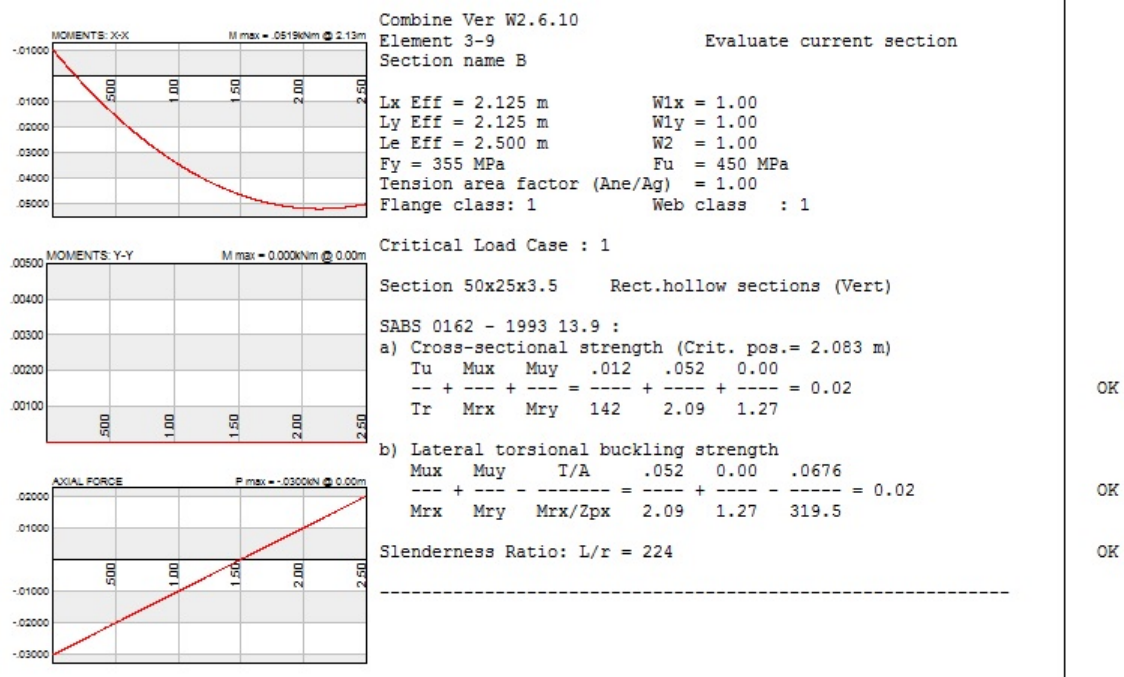 MOMENTS: X-X M max = .0519kNm @ 2.13m
-.01000
.01000
.02000
.03000
.04000
.05000
.500 1.00 1.50 2.00 2.50
MOMENTS: Y-Y M max = 0.000kNm @ 0.00m
.00500
.00400
.00300
.00200
.00100
.500 1.00 1.50 2.00 2.50
AXIAL FORCE P max = -.0300kN @ 0.00m
.02000
.01000
-.01000
-.02000
-.03000
.500 1.00 1.50 2.00 2.50
Combine Ver W2.6.10
Element 3-9 Evaluate current section
Section name B
Lx Eff = 2.125 m W1x = 1.00
Ly Eff = 2.125 m W1y = 1.00
Le Eff = 2.500 m W2 = 1.00
Fy = 355 MPa Fu = 450 MPa
Tension area factor (Ane/Ag) = 1.00
Flange class: 1 Web class : 1
Critical Load Case : 1
Section 50x25x3.5 Rect.hollow sections (Vert)
SABS 0162 - 1993 13.9 :
a) Cross-sectional strength (Crit. pos.= 2.083 m)
Tu Mux Muy .012 .052 0.00
-- + --- + --- = ---- + ---- + ---- = 0.02 OK
Tr Mrx Mry 142 2.09 1.27
b) Lateral torsional buckling strength
Mux Muy T/A .052 0.00 .0676
--- + --- - ------- = ---- + ---- - ----- = 0.02 OK
Mrx Mry Mrx/Zpx 2.09 1.27 319.5
Slenderness Ratio: L/r = 224 OK
------------------------------------------------------------